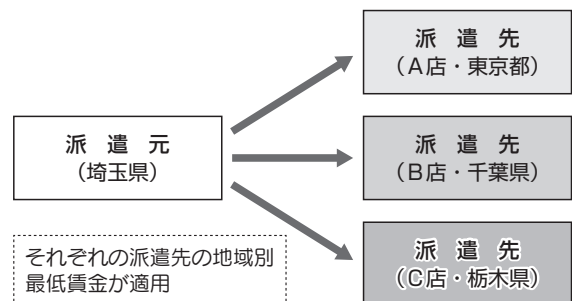 派 遣 先
（A店・東京都）
派 遣 元
（埼玉県）
派 遣 先
（B店・千葉県）
派 遣 先
（C店・栃木県）
それぞれの派遣先の地域別
最低賃金が適用